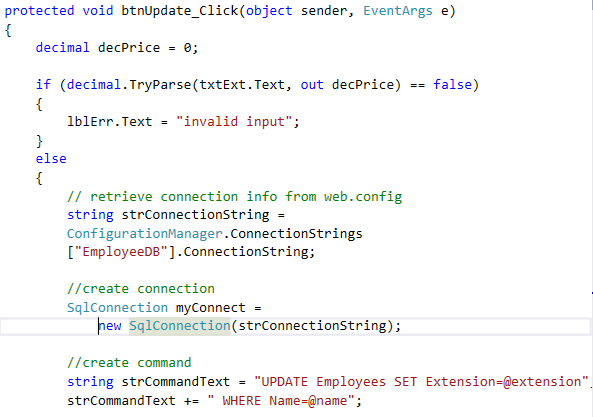 protected void btnUpdate_Click(object sender, EventArgs e)
{
decimal decPrice = 0;
if (decimal.TryParse(txtExt.Text, out decPrice) == false)
{
lblErr.Text = "invalid input";
}
else
{
// retrieve connection info from web.config
string strConnectionString =
ConfigurationManager.ConnectionStrings
["EmployeeDB"].ConnectionString;
//create connection
SqlConnection myConnect =
new SqlConnection(strConnectionString);
//create command
string strCommandText = "UPDATE Employees SET Extension=@extension"
strCommandText += " WHERE Name=@name";